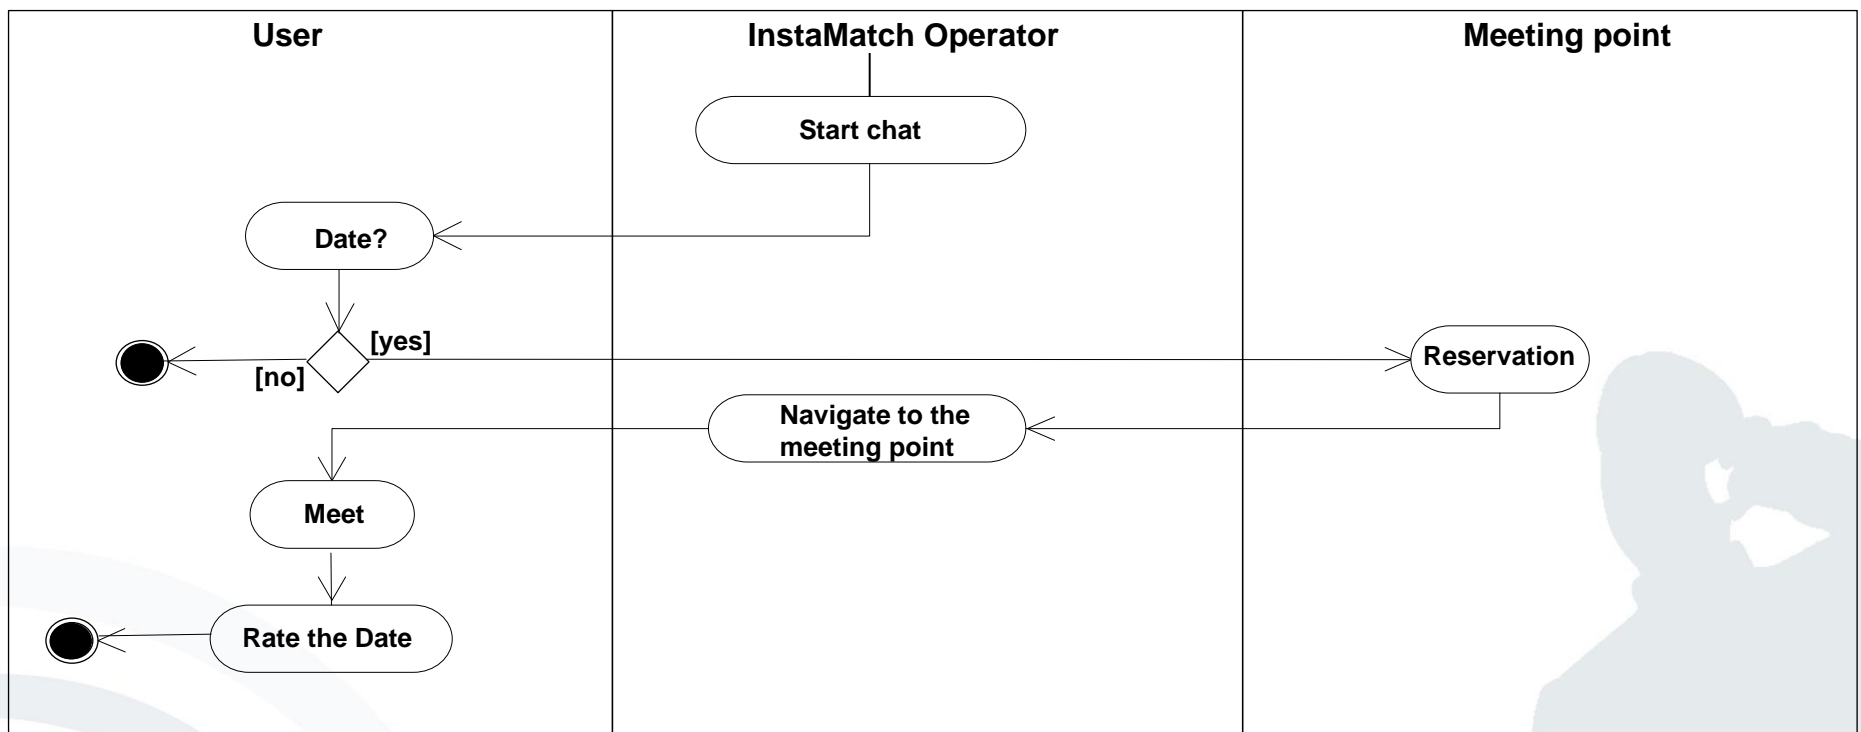 User
InstaMatch Operator
Meeting point
Start chat
Date?
[yes]
[no]
Reservation
Navigate to the
meeting point
Meet
Rate the Date